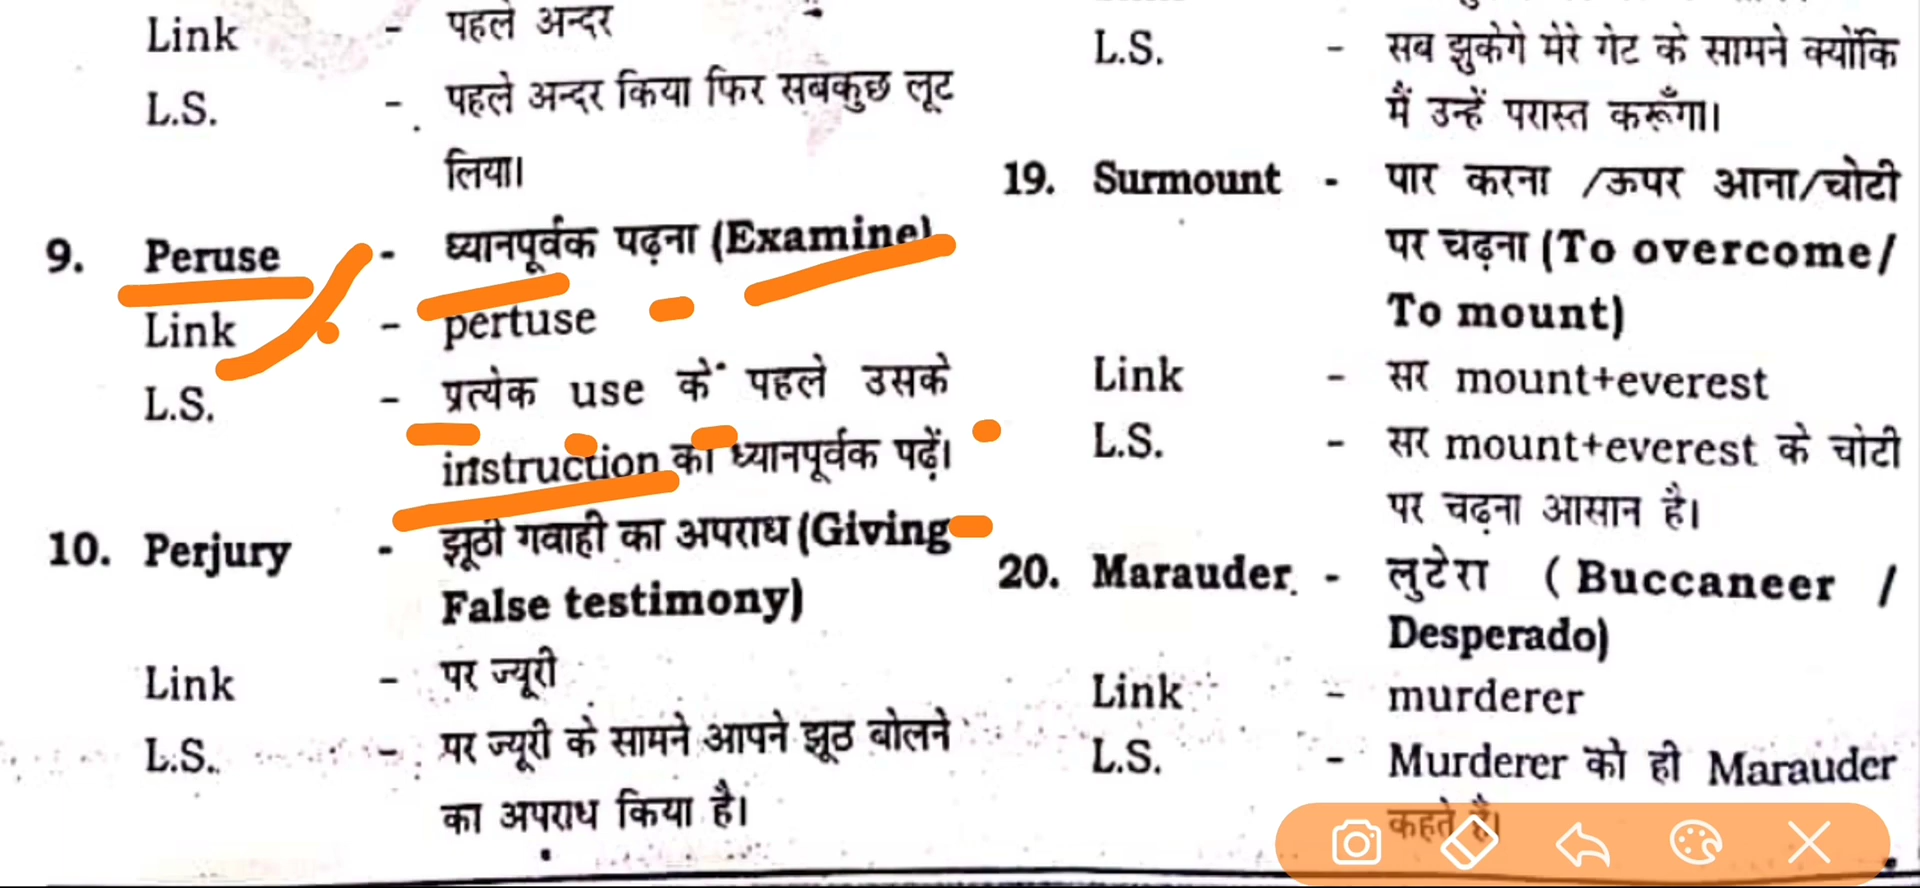 Link - पहले अन्दर
L.S. - पहले अन्दर किया फिर सबकुछ लूट
लिया।
9. Peruse - ध्यानपूर्वक पढ़ना (Examine)
Link - pertuse
L.S. - प्रत्येक use के पहले उसके
instruction को ध्यानपूर्वक पढ़ें।
10. Perjury - झूठी गवाही का अपराध (Giving
False testimony)
Link - पर ज्यूरी
L.S. - पर ज्यूरी के सामने आपने झूठ बोलने
का अपराध किया है।
L.S. - सब झुकेगे मेरे गेट के सामने क्योंकि
मैं उन्हें परास्त करूँगा।
19. Surmount - पार करना /ऊपर आना/चोटी
पर चढ़ना (To overcome/
To mount)
Link - सर mount+everest
L.S. - सर mount+everest के चोटी
पर चढ़ना आसान है।
20. Marauder - लुटेरा ( Buccaneer /
Desperado)
Link - murderer
L.S. - Murderer को ही Marauder
कहते है।